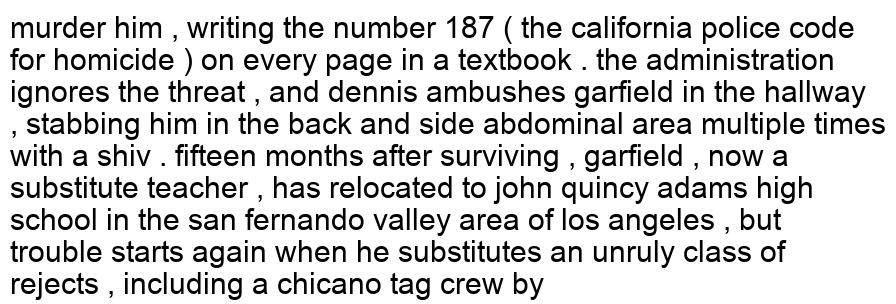 murder him , writing the number 187 ( the california police code
for homicide ) on every page in a textbook . the administration
ignores the threat , and dennis ambushes garfield in the hallway
, stabbing him in the back and side abdominal area multiple times
with a shiv . fifteen months after surviving , garfield , now a
substitute teacher , has relocated to john quincy adams high
school in the san fernando valley area of los angeles , but
trouble starts again when he substitutes an unruly class of
rejects , including a chicano tag crew by